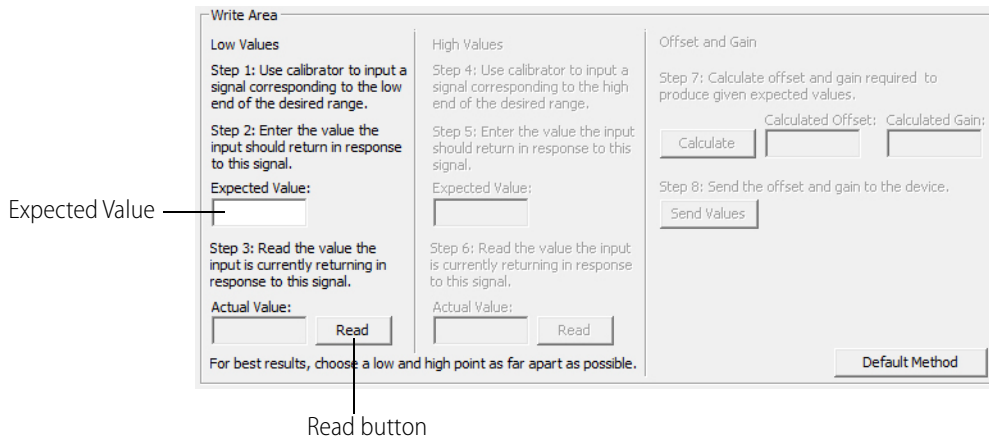 Write Area
Low Values
Step 1: Use calibrator to input a
signal corresponding to the low
end of the desired range.
Step 2: Enter the value the
input should return in response
to this signal.
Expected Value:
Expected Value
Step 3: Read the value the
input is currently returning in
response to this signal.
Actual Value:
Read
High Values
Step 4: Use calibrator to input a
signal corresponding to the high
end of the desired range.
Step 5: Enter the value the input
should return in response to this
signal.
Expected Value:
Step 6: Read the value the input
is currently returning in response
to this signal.
Actual Value:
Read
For best results, choose a low and high point as far apart as possible.
Offset and Gain
Step 7: Calculate offset and gain required to
produce given expected values.
Calculated Offset: Calculated Gain:
Calculate
Step 8: Send the offset and gain to the device.
Send Values
Default Method
Read button